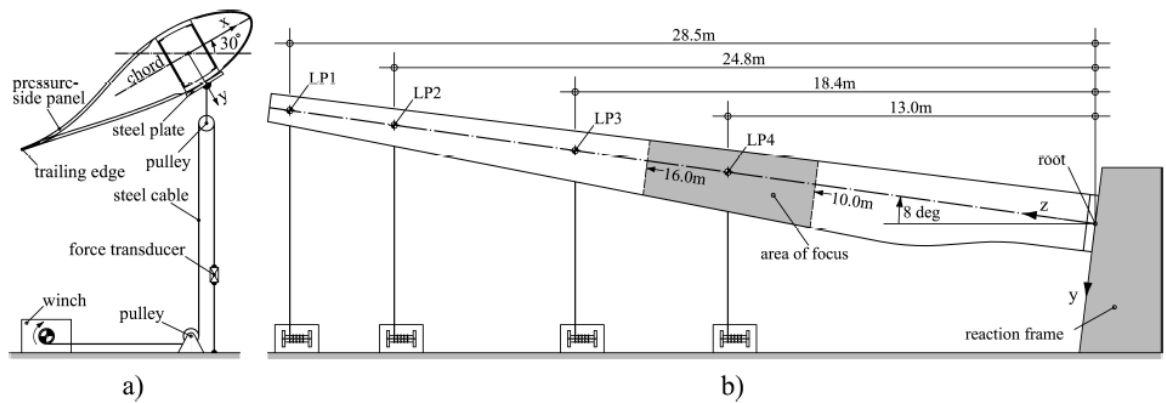 x
30°
chord
y
pressure-
side panel
steel plate
pulley
trailing edge
steel cable
force transducer
winch
pulley
a)
28.5m
24.8m
18.4m
13.0m
LP1
LP2
LP3
LP4
16.0m
10.0m
root
z
8 deg
area of focus
y
reaction frame
b)